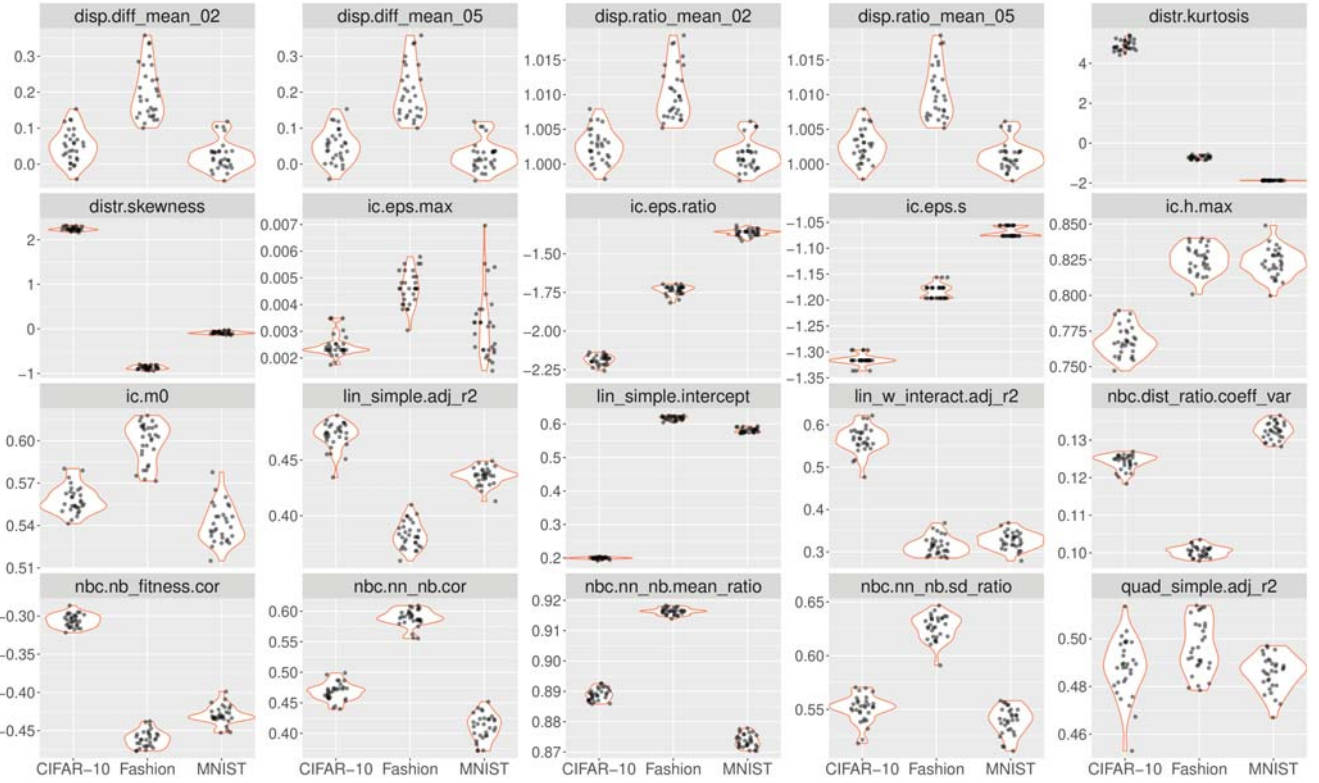 disp.diff_mean_02 disp.diff_mean_05 disp.ratio_mean_02 disp.ratio_mean_05 distr.kurtosis
0.3 0.3 1.015 1.015 4
0.2 0.2 1.010 1.010 2
0.1 0.1 1.005 1.005 0
0.0 0.0 1.000 1.000 −2
distr.skewness ic.eps.max ic.eps.ratio ic.eps.s ic.h.max
2 0.007 −1.50 −1.05 0.850
1 0.006 −1.75 −1.10 0.825
0 0.005 −2.00 −1.15 0.800
−1 0.004 −2.25 −1.20 0.775
0.003 −1.25 0.750
0.002 −1.30
−1.35
ic.m0 lin_simple.adj_r2 lin_simple.intercept lin_w_interact.adj_r2 nbc.dist_ratio.coeff_var
0.60 0.45 0.6 0.6 0.13
0.57 0.40 0.5 0.5 0.12
0.54 0.4 0.4 0.11
0.51 0.3 0.3 0.10
0.2
nbc.nb_fitness.cor nbc.nn_nb.cor nbc.nn_nb.mean_ratio nbc.nn_nb.sd_ratio quad_simple.adj_r2
−0.30 0.60 0.92 0.65 0.50
−0.35 0.55 0.91 0.60 0.48
−0.40 0.50 0.90 0.55 0.46
−0.45 0.45 0.89
0.40 0.88
0.87
CIFAR−10 Fashion MNIST CIFAR−10 Fashion MNIST CIFAR−10 Fashion MNIST CIFAR−10 Fashion MNIST CIFAR−10 Fashion MNIST